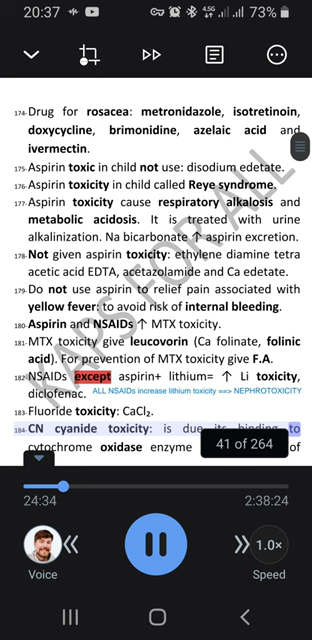 20:37
4.5G
73%
174- Drug for rosacea: metronidazole, isotretinoin,
doxycycline, brimonidine, azelaic acid and
ivermectin.
175- Aspirin toxic in child not use: disodium edetate.
176- Aspirin toxicity in child called Reye syndrome.
177- Aspirin toxicity cause respiratory alkalosis and
metabolic acidosis. It is treated with urine
alkalinization. Na bicarbonate ↑ aspirin excretion.
178- Not given aspirin toxicity: ethylene diamine tetra
acetic acid EDTA, acetazolamide and Ca edetate.
179- Do not use aspirin to relief pain associated with
yellow fever: to avoid risk of internal bleeding.
180- Aspirin and NSAIDs ↑ MTX toxicity.
181- MTX toxicity give leucovorin (Ca folinate, folinic
acid). For prevention of MTX toxicity give F.A.
182- NSAIDs except aspirin+ lithium= ↑ Li toxicity,
diclofenac. ALL NSAIDs increase lithium toxicity ==> NEPHROTOXICITY
183- Fluoride toxicity: CaCl₂.
184- CN cyanide toxicity: is due its binding to
cytochrome oxidase enzyme of
KAPS FOR ALL
41 of 264
24:34
2:38:24
1.0×
Voice
Speed